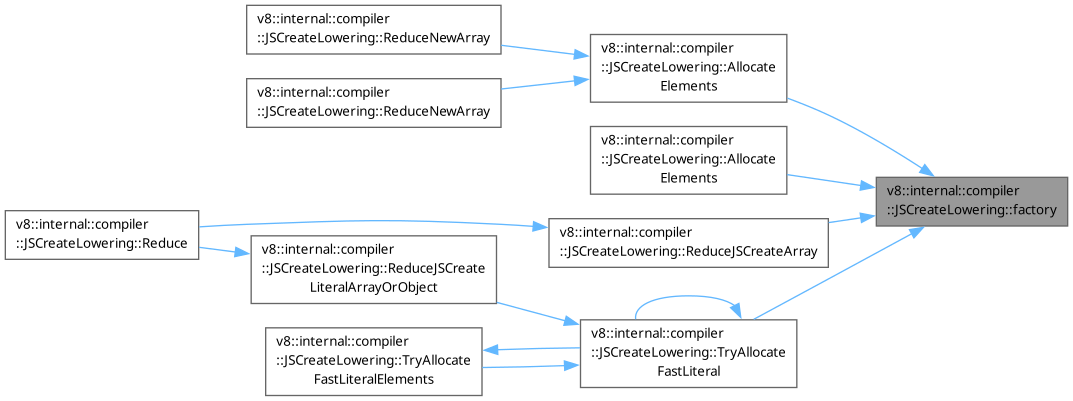 v8::internal::compiler
::JSCreateLowering::ReduceNewArray
v8::internal::compiler
::JSCreateLowering::Allocate
Elements
v8::internal::compiler
::JSCreateLowering::ReduceNewArray
v8::internal::compiler
::JSCreateLowering::Allocate
Elements
v8::internal::compiler
::JSCreateLowering::factory
v8::internal::compiler
::JSCreateLowering::Reduce
v8::internal::compiler
::JSCreateLowering::ReduceJSCreateArray
v8::internal::compiler
::JSCreateLowering::ReduceJSCreate
LiteralArrayOrObject
v8::internal::compiler
::JSCreateLowering::TryAllocate
FastLiteralElements
v8::internal::compiler
::JSCreateLowering::TryAllocate
FastLiteral